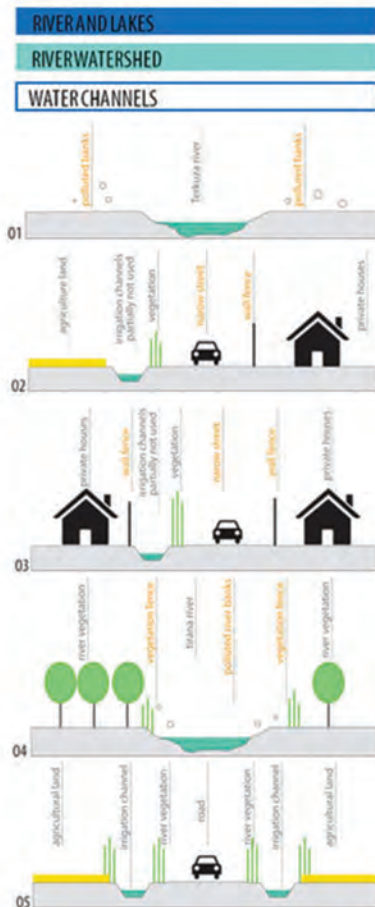 RIVER AND LAKES
RIVER WATERSHED
WATER CHANNELS
polluted banks
Terkuza river
polluted banks
01
agriculture land
irrigation channels
partially not used
vegetation
narrow street
wall fence
private houses
02
private houses
wall fence
irrigation channels
partially not used
vegetation
narrow street
wall fence
private houses
03
river vegetation
vegetation fence
tirana river
polluted river banks
vegetation fence
river vegetation
04
agricultural land
irrigation channel
river vegetation
road
river vegetation
irrigation channel
agricultural land
05